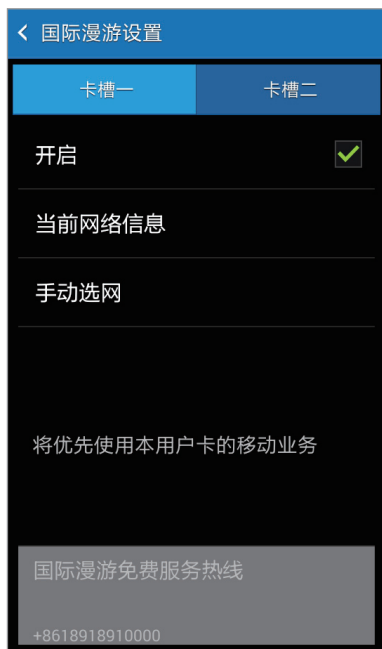 国际漫游设置
卡槽一 卡槽二
开启
当前网络信息
手动选网
将优先使用本用户卡的移动业务
国际漫游免费服务热线
+8618918910000